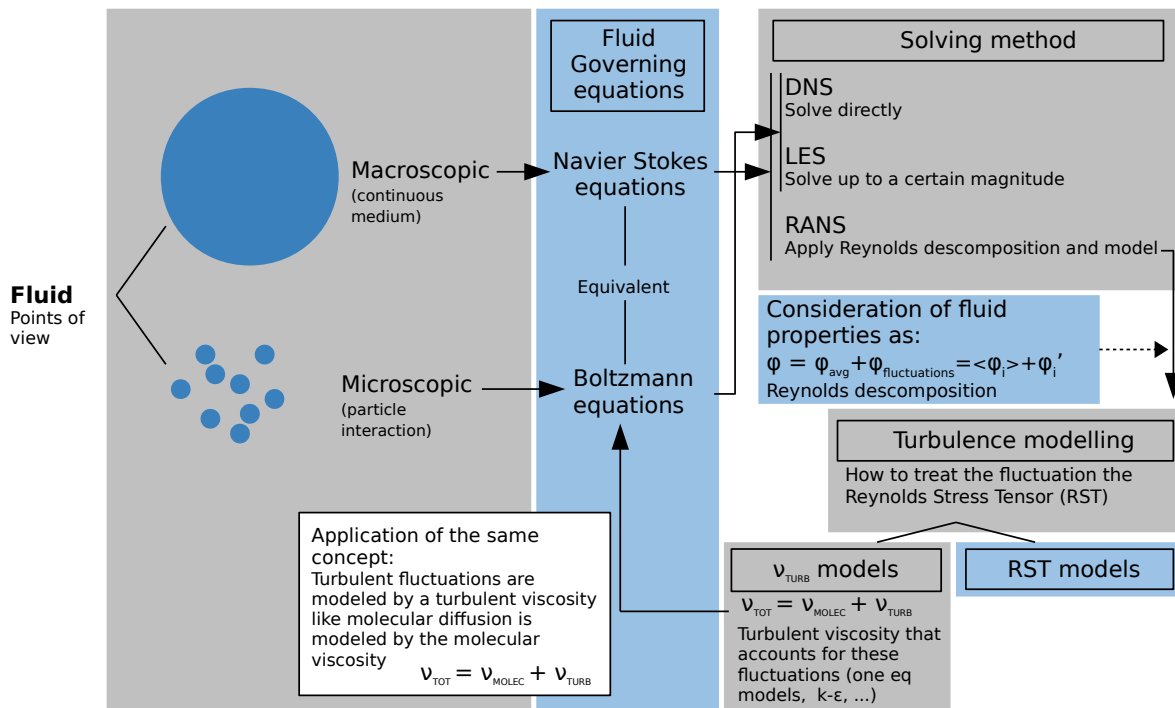 Fluid
Points of
view
Macroscopic
(continuous
medium)
Microscopic
(particle
interaction)
Fluid
Governing
equations
Navier Stokes
equations
Equivalent
Boltzmann
equations
Solving method
DNS
Solve directly
LES
Solve up to a certain magnitude
RANS
Apply Reynolds descomposition and model
Consideration of fluid
properties as:
φ = φavg+φfluctuations=<φi>+φi’
Reynolds descomposition
Turbulence modelling
How to treat the fluctuation the
Reynolds Stress Tensor (RST)
νTURB models
νTOT = νMOLEC + νTURB
Turbulent viscosity that
accounts for these
fluctuations (one eq
models, k-ε, ...)
RST models
Application of the same
concept:
Turbulent fluctuations are
modeled by a turbulent viscosity
like molecular diffusion is
modeled by the molecular
viscosity νTOT = νMOLEC + νTURB